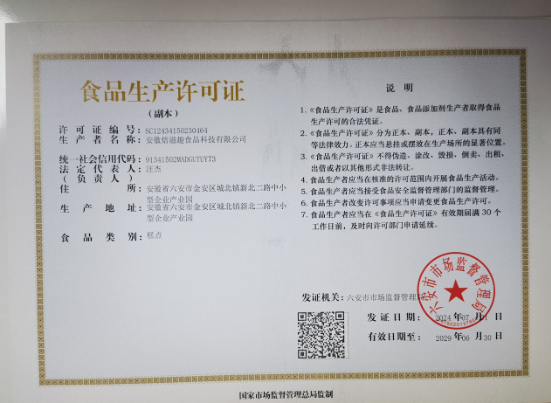 食品生产许可证
（副本）
许可证编号：SC12434150230464
生产者名称：安徽焙滋趣食品科技有限公司
统一社会信用代码：91341502MADGUTUY73
法定代表人：汪杰
（负责人）
住所：安徽省六安市金安区城北镇新北二路中小
型企业产业园
生产地址：安徽省六安市金安区城北镇新北二路中小
型企业产业园
食品类别：糕点
说明
1.《食品生产许可证》是食品、食品添加剂生产者取得食品
生产许可的合法凭证。
2.《食品生产许可证》分为正本、副本。正本、副本具有同
等法律效力。正本应当悬挂或摆放在生产场所的显著位置。
3.《食品生产许可证》不得伪造、涂改、毁损、倒卖、出租、
出借或者以其他形式非法转让。
4.食品生产者应当在核准的许可范围内开展食品生产活动。
5.食品生产者应当接受食品安全监督管理部门的监督管理。
6.食品生产者改变许可事项应当申请变更食品生产许可。
7.食品生产者应当在《食品生产许可证》有效期届满30个
工作日前，及时向许可部门申请延续。
发证机关：六安市市场监督管理局
发证日期：2024年07月1日
有效日期至：2029年06月30日
六安市市场监督管理局
国家市场监督管理总局监制